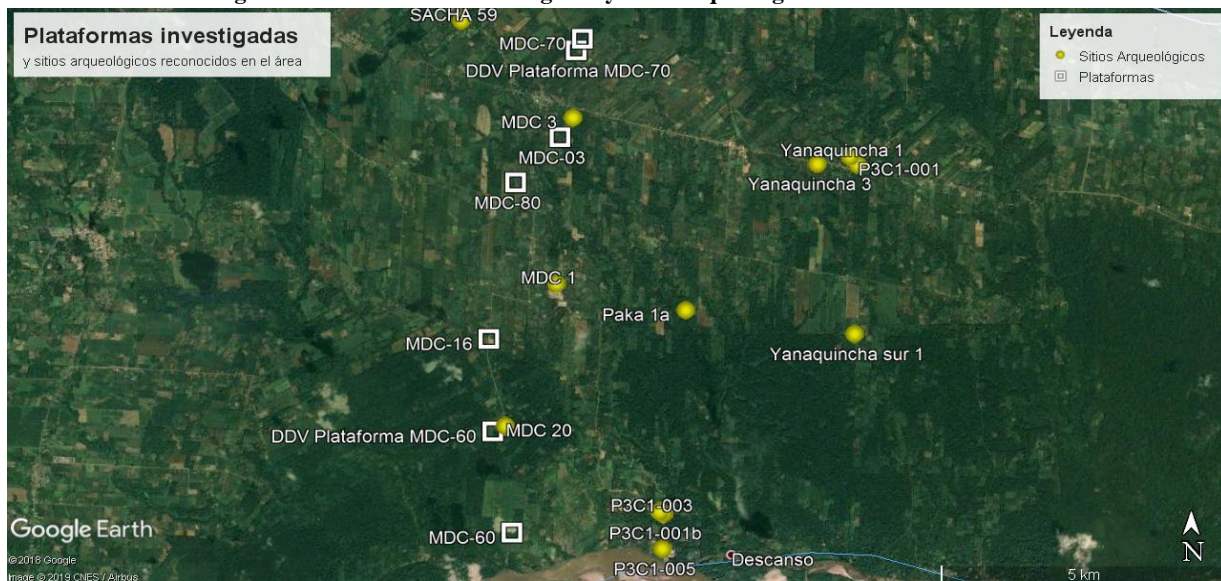 Plataformas investigadas
y sitios arqueológicos reconocidos en el área
SACHA 59
MDC-70
DDV Plataforma MDC-70
Leyenda
Sitios Arqueológicos
Plataformas
MDC 3
MDC-03
Yanaquincha 1
P3C1-001
Yanaquincha 3
MDC-80
MDC 1
Paka 1a
MDC-16
Yanaquincha sur 1
DDV Plataforma MDC-60
MDC 20
P3C1-003
MDC-60
P3C1-001b
Descanso
P3C1-005
Google Earth
©2018 Google
Image © 2019 CNES / Airbus
5 km
N